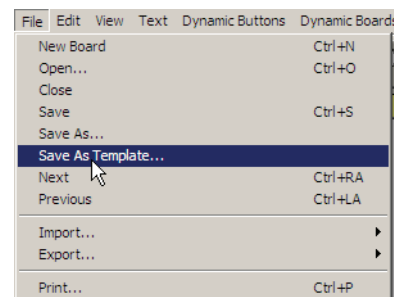 File Edit View Text Dynamic Buttons Dynamic Boards
New Board Ctrl+N
Open... Ctrl+O
Close
Save Ctrl+S
Save As...
Save As Template...
Next Ctrl+RA
Previous Ctrl+LA
Import...
Export...
Print... Ctrl+P